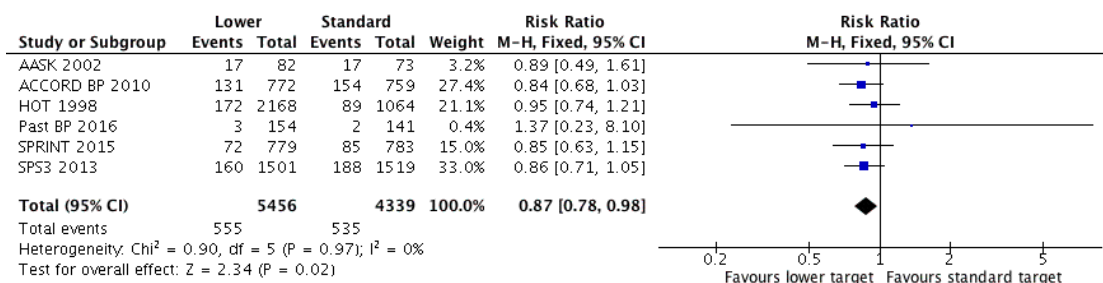 Lower Standard Risk Ratio Risk Ratio
Study or Subgroup Events Total Events Total Weight M-H, Fixed, 95% CI M-H, Fixed, 95% CI
AASK 2002 17 82 17 73 3.2% 0.89 [0.49, 1.61]
ACCORD BP 2010 131 772 154 759 27.4% 0.84 [0.68, 1.03]
HOT 1998 172 2168 89 1064 21.1% 0.95 [0.74, 1.21]
Past BP 2016 3 154 2 141 0.4% 1.37 [0.23, 8.10]
SPRINT 2015 72 779 85 783 15.0% 0.85 [0.63, 1.15]
SPS3 2013 160 1501 188 1519 33.0% 0.86 [0.71, 1.05]
Total (95% CI) 5456 4339 100.0% 0.87 [0.78, 0.98]
Total events 555 535
Heterogeneity: Chi² = 0.90, df = 5 (P = 0.97); I² = 0%
Test for overall effect: Z = 2.34 (P = 0.02)
0.2 0.5 1 2 5
Favours lower target Favours standard target